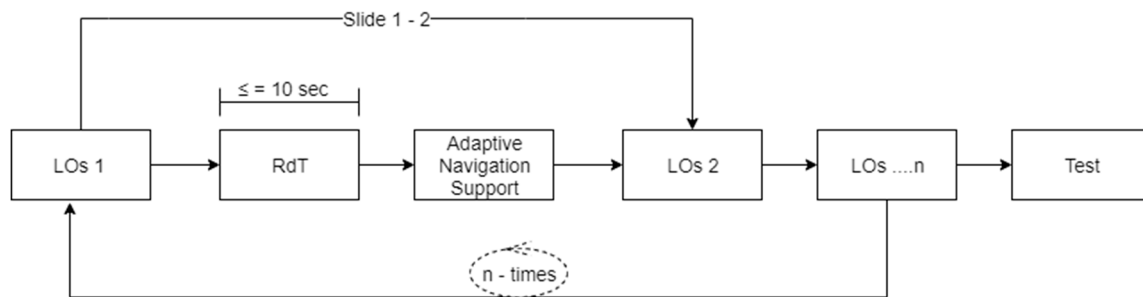 Slide 1 - 2
≤ = 10 sec
LOs 1
RdT
Adaptive
Navigation
Support
LOs 2
LOs ....n
Test
n - times